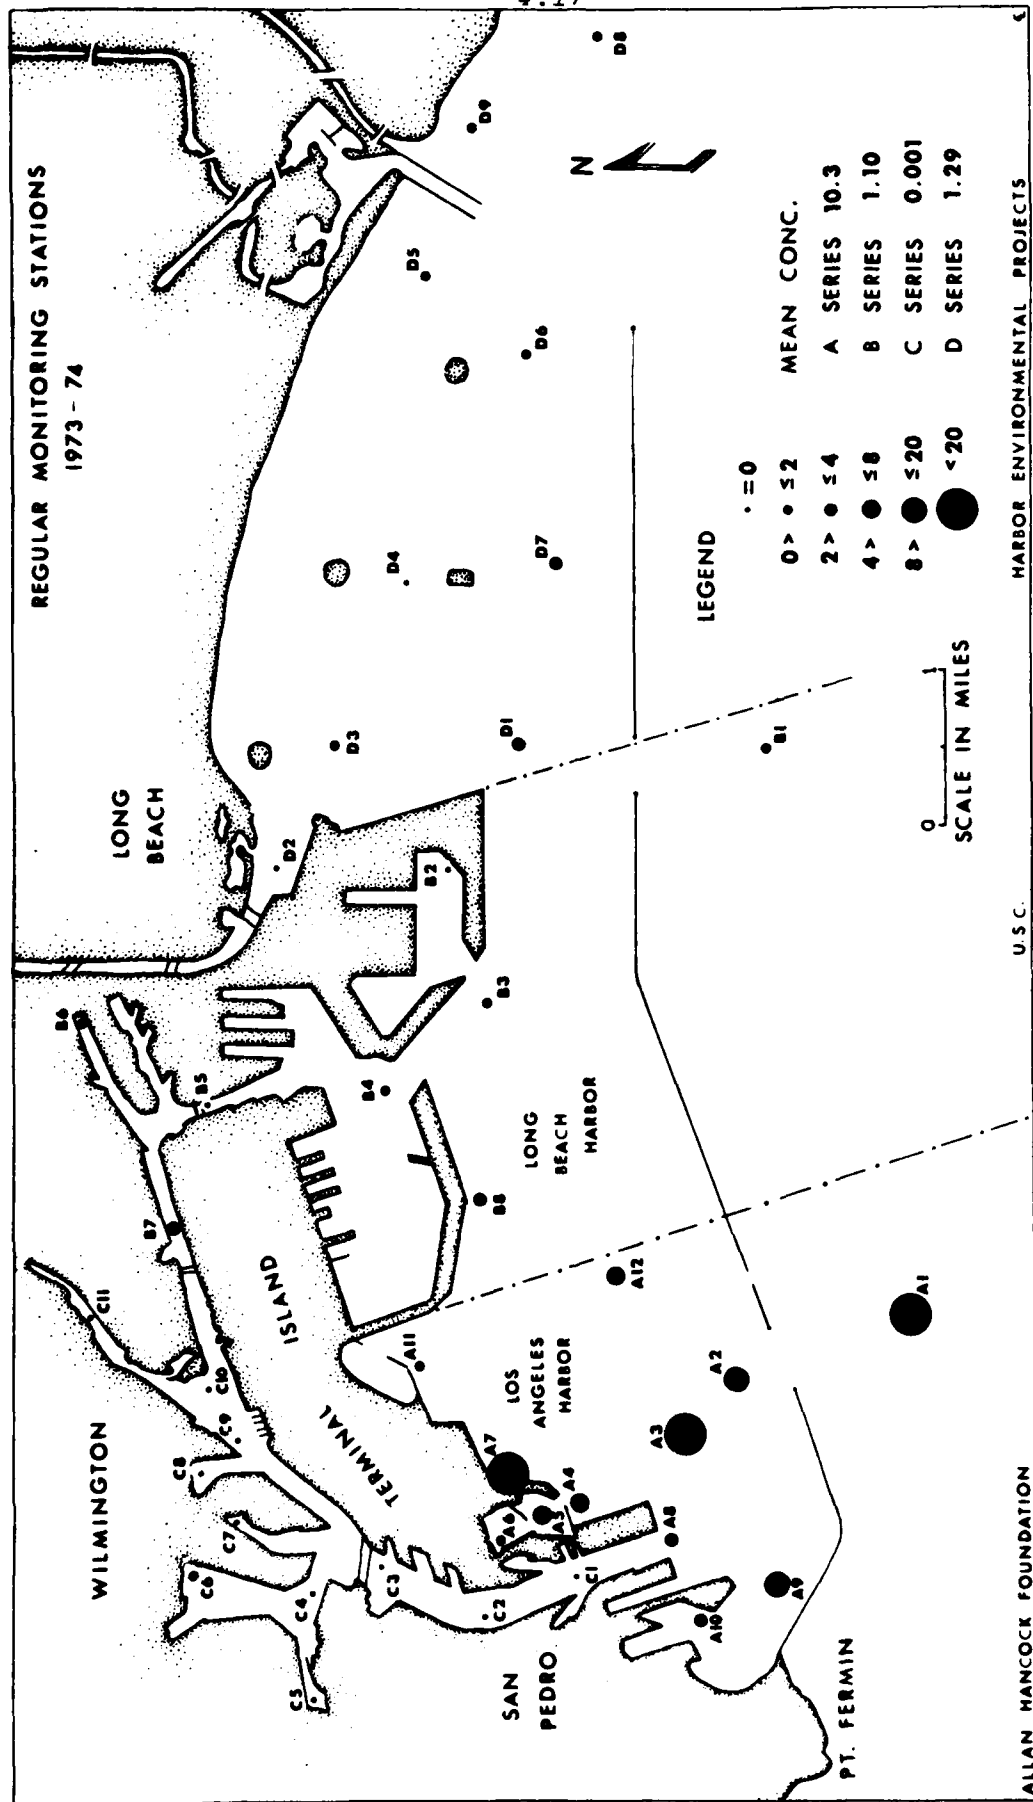 4.17
REGULAR MONITORING STATIONS
1973 - 74
WILMINGTON
LONG
BEACH
TERMINAL
ISLAND
SAN
PEDRO
LOS
ANGELES
HARBOR
LONG
BEACH
HARBOR
PT. FERMIN
N
C5
C6
C7
C8
C9
C10
C11
C4
C3
C2
C1
B7
B6
B5
B4
B3
B2
B8
B1
A11
A7
A6
A5
A4
A8
A3
A2
A12
A1
A9
A10
D2
D3
D1
D4
D7
D5
D6
D9
D8
LEGEND
· = 0
0 > • ≤ 2
2 > • ≤ 4
4 > ● ≤ 8
8 > ● ≤ 20
● < 20
MEAN CONC.
A SERIES 10.3
B SERIES 1.10
C SERIES 0.001
D SERIES 1.29
0 1
SCALE IN MILES
ALLAN HANCOCK FOUNDATION
U.S.C.
HARBOR ENVIRONMENTAL PROJECTS